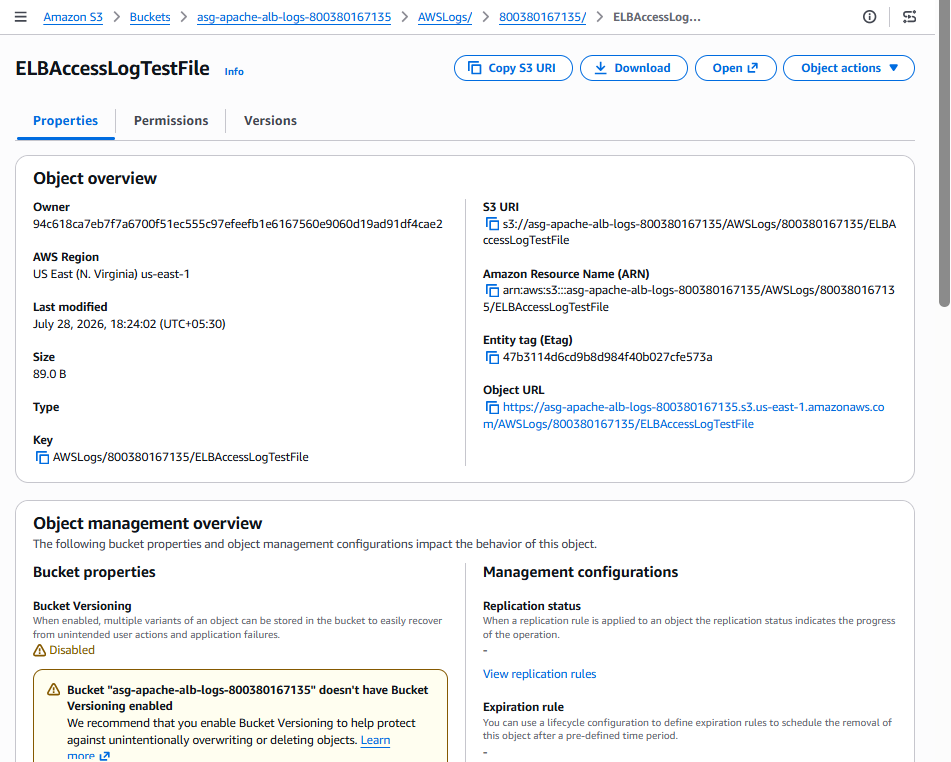 Amazon S3 > Buckets > asg-apache-alb-logs-800380167135 > AWSLogs/ > 800380167135/ > ELBAccessLog...
ELBAccessLogTestFile Info
Copy S3 URI Download Open Object actions
Properties Permissions Versions
Object overview
Owner
94c618ca7eb7f7a6700f51ec555c97efeefb1e6167560e9060d19ad91df4cae2
AWS Region
US East (N. Virginia) us-east-1
Last modified
July 28, 2026, 18:24:02 (UTC+05:30)
Size
89.0 B
Type
Key
AWSLogs/800380167135/ELBAccessLogTestFile
S3 URI
s3://asg-apache-alb-logs-800380167135/AWSLogs/800380167135/ELBA
ccessLogTestFile
Amazon Resource Name (ARN)
arn:aws:s3:::asg-apache-alb-logs-800380167135/AWSLogs/80038016713
5/ELBAccessLogTestFile
Entity tag (Etag)
47b3114d6cd9b8d984f40b027cfe573a
Object URL
https://asg-apache-alb-logs-800380167135.s3.us-east-1.amazonaws.co
m/AWSLogs/800380167135/ELBAccessLogTestFile
Object management overview
The following bucket properties and object management configurations impact the behavior of this object.
Bucket properties
Bucket Versioning
When enabled, multiple variants of an object can be stored in the bucket to easily recover
from unintended user actions and application failures.
Disabled
Bucket "asg-apache-alb-logs-800380167135" doesn't have Bucket
Versioning enabled
We recommend that you enable Bucket Versioning to help protect
against unintentionally overwriting or deleting objects. Learn
more
Management configurations
Replication status
When a replication rule is applied to an object the replication status indicates the progress
of the operation.
-
View replication rules
Expiration rule
You can use a lifecycle configuration to define expiration rules to schedule the removal of
this object after a pre-defined time period.
-